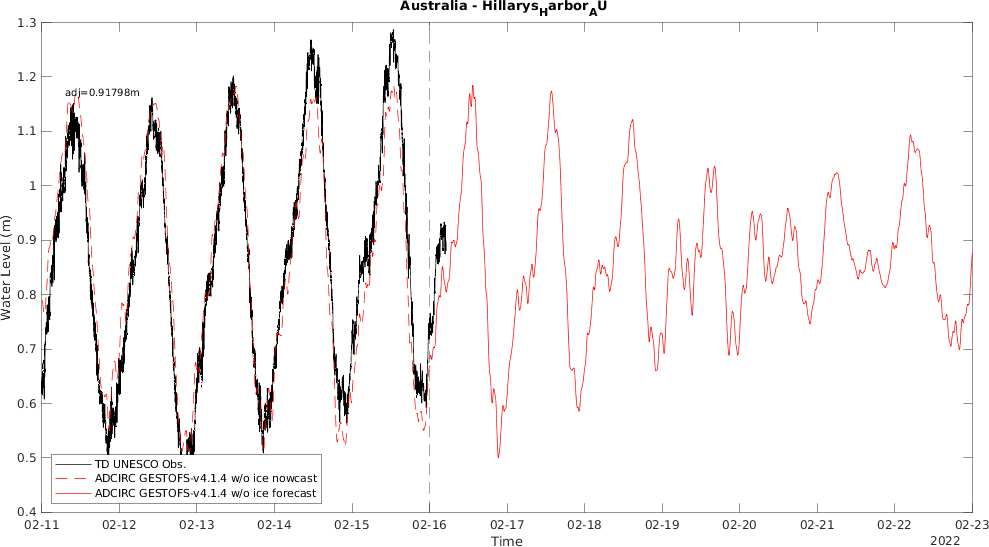 Australia - Hillarys_Harbor_AU
1.3
1.2
adj=0.91798m
1.1
1
0.9
Water Level (m)
0.8
0.7
0.6
0.5
TD UNESCO Obs.
ADCIRC GESTOFS-v4.1.4 w/o ice nowcast
ADCIRC GESTOFS-v4.1.4 w/o ice forecast
0.4
02-11 02-12 02-13 02-14 02-15 02-16 02-17 02-18 02-19 02-20 02-21 02-22 02-23
Time
2022